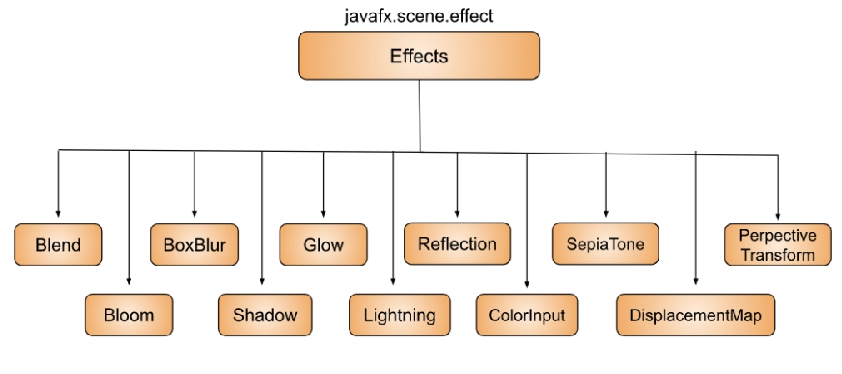 javafx.scene.effect
Effects
Blend
BoxBlur
Glow
Reflection
SepiaTone
Perpective
Transform
Bloom
Shadow
Lightning
ColorInput
DisplacementMap